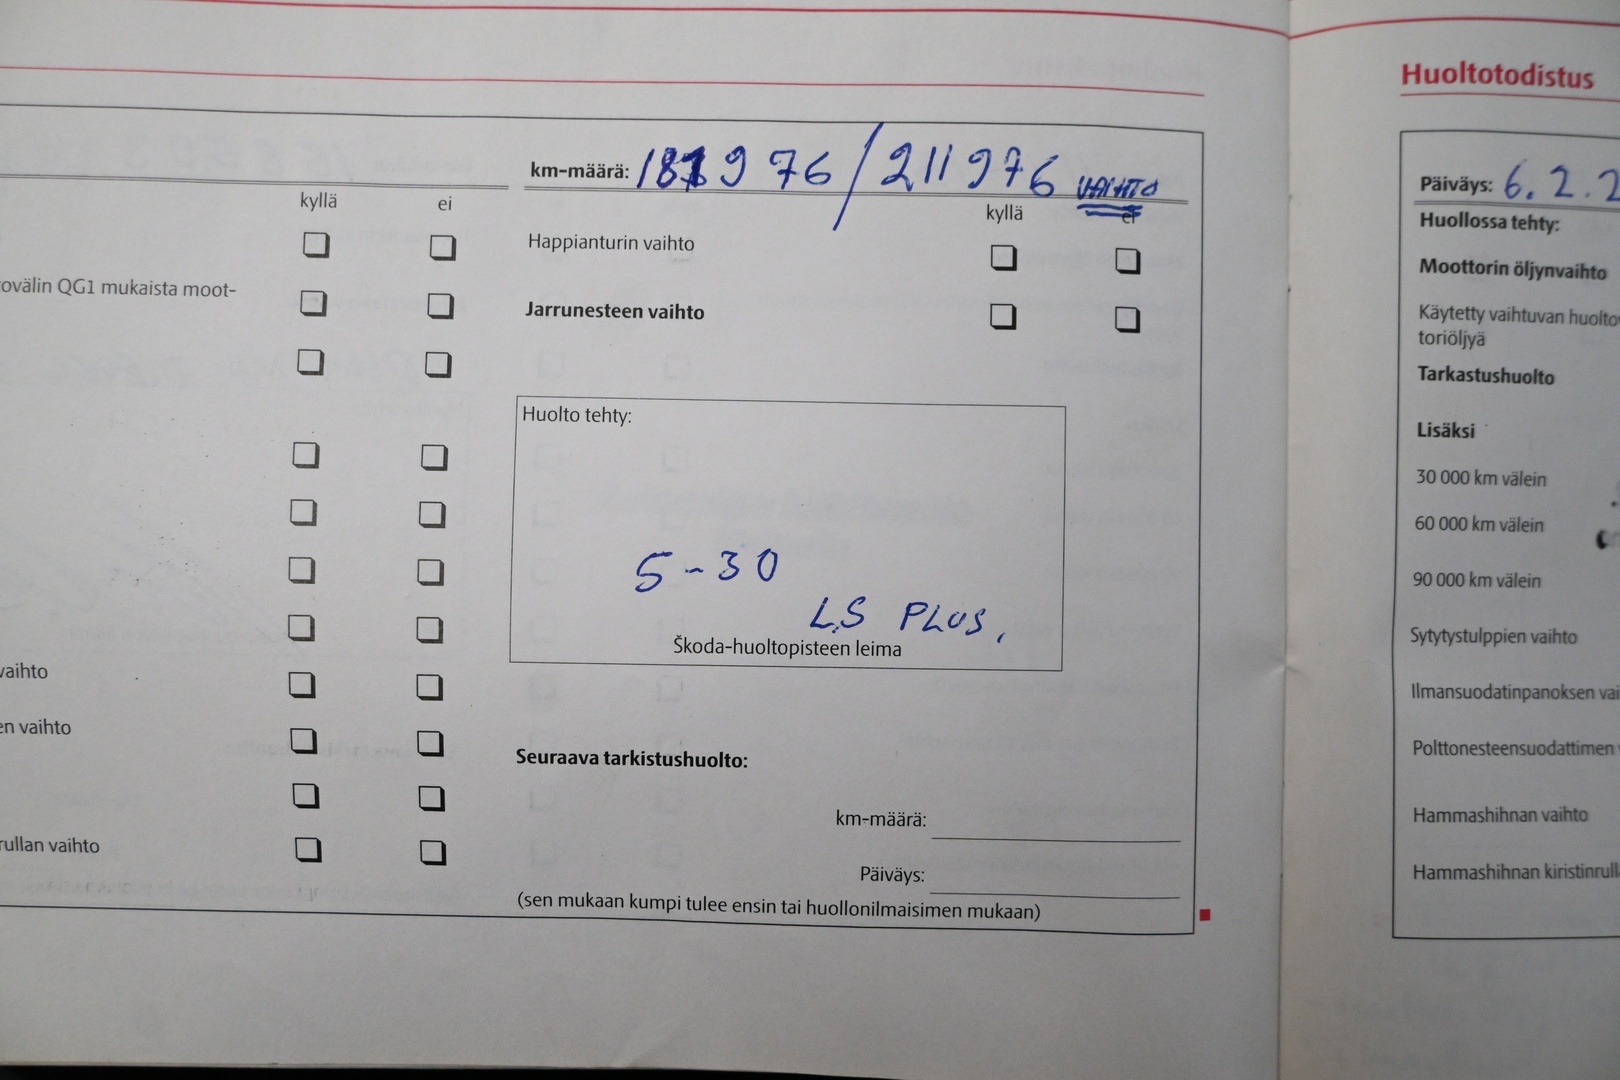 km-määrä: 181976 / 211976 VAIHTO
kyllä ei
kyllä ei
ovälin QG1 mukaista moot-
vaihto
en vaihto
rullan vaihto
Happianturin vaihto
Jarrunesteen vaihto
Huolto tehty:
5-30
LS PLUS.
Škoda-huoltopisteen leima
Seuraava tarkistushuolto:
km-määrä:
Päiväys:
(sen mukaan kumpi tulee ensin tai huollonilmaisimen mukaan)
Huoltotodistus
Päiväys: 6.2.2
Huollossa tehty:
Moottorin öljynvaihto
Käytetty vaihtuvan huolto
toriöljyä
Tarkastushuolto
Lisäksi
30 000 km välein
60 000 km välein
90 000 km välein
Sytytystulppien vaihto
Ilmansuodatinpanoksen vai
Polttonesteensuodattimen
Hammashihnan vaihto
Hammashihnan kiristinrull